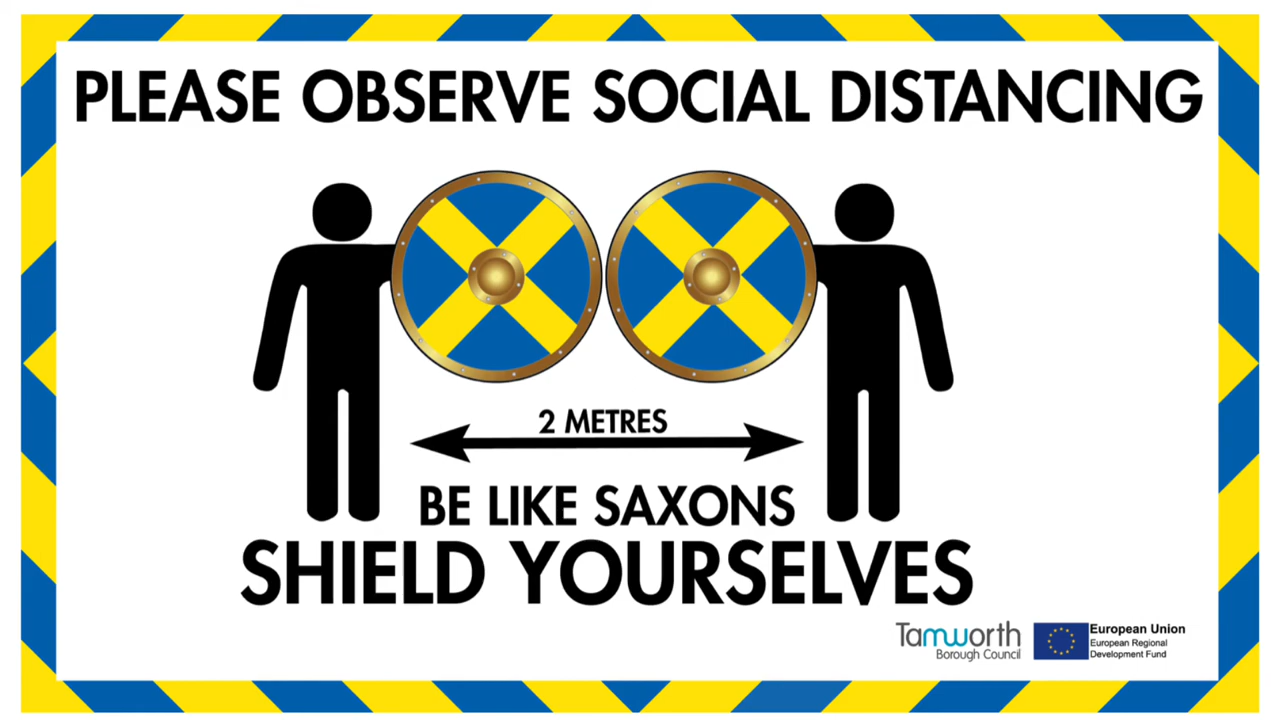 PLEASE OBSERVE SOCIAL DISTANCING
2 METRES
BE LIKE SAXONS
SHIELD YOURSELVES
Tamworth
Borough Council
European Union
European Regional
Development Fund